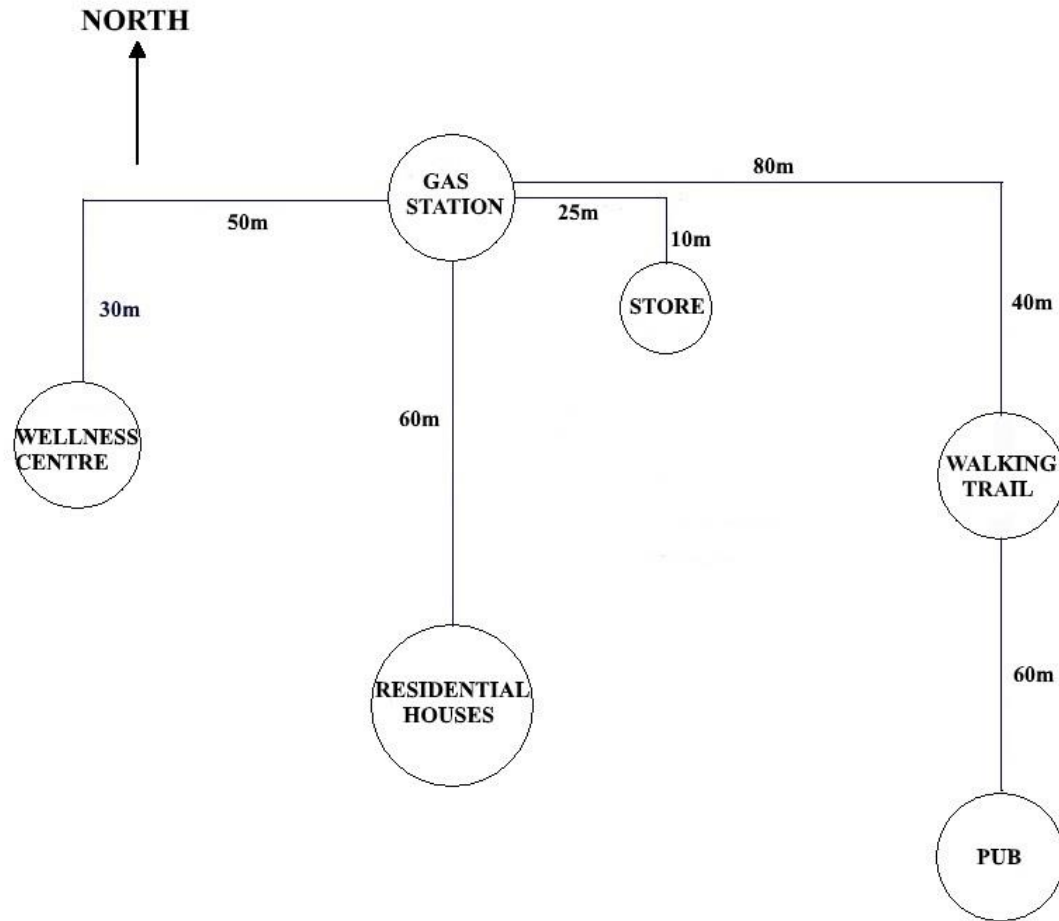 NORTH
80m
GAS
STATION
25m
50m
10m
30m
STORE
40m
60m
WELLNESS
CENTRE
WALKING
TRAIL
60m
RESIDENTIAL
HOUSES
PUB